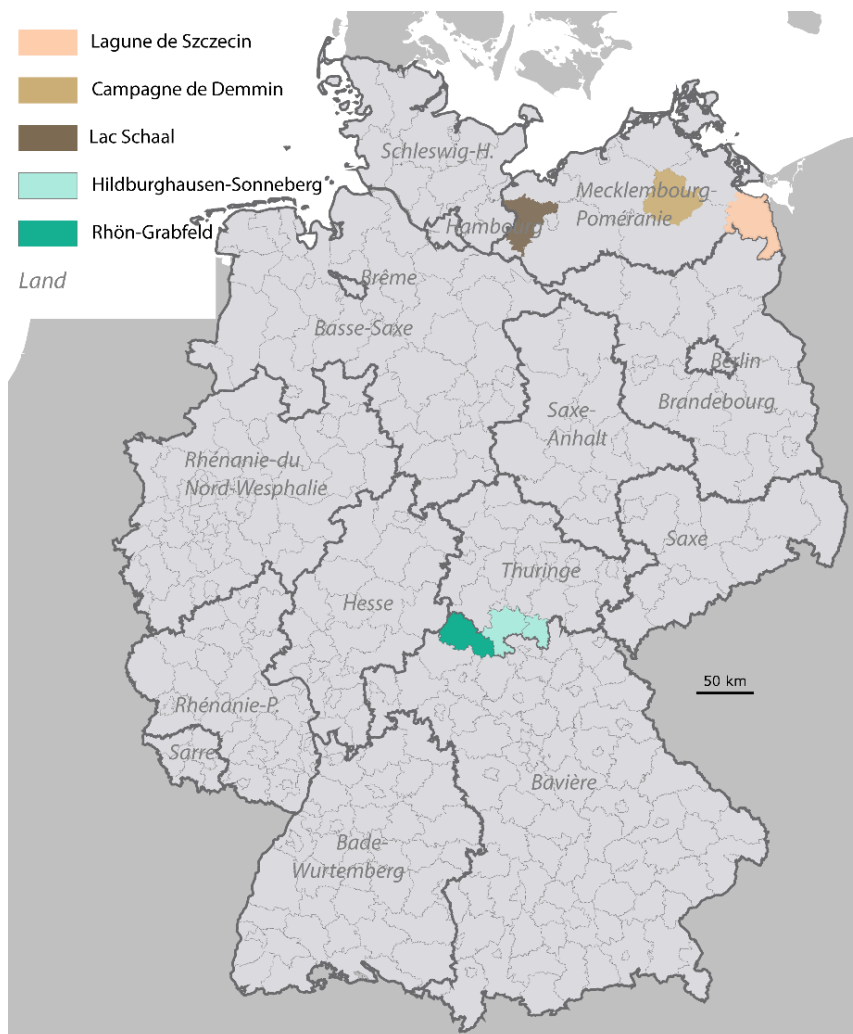 Lagune de Szczecin
Campagne de Demmin
Lac Schaal
Hildburghausen-Sonneberg
Rhön-Grabfeld
Land
Schleswig-H.
Mecklembourg-
Poméranie
Hambourg
Brême
Basse-Saxe
Berlin
Brandebourg
Saxe-
Anhalt
Rhénanie-du
Nord-Wesphalie
Saxe
Thuringe
Hesse
50 km
Rhénanie-P.
Sarre
Bavière
Bade-
Wurtemberg